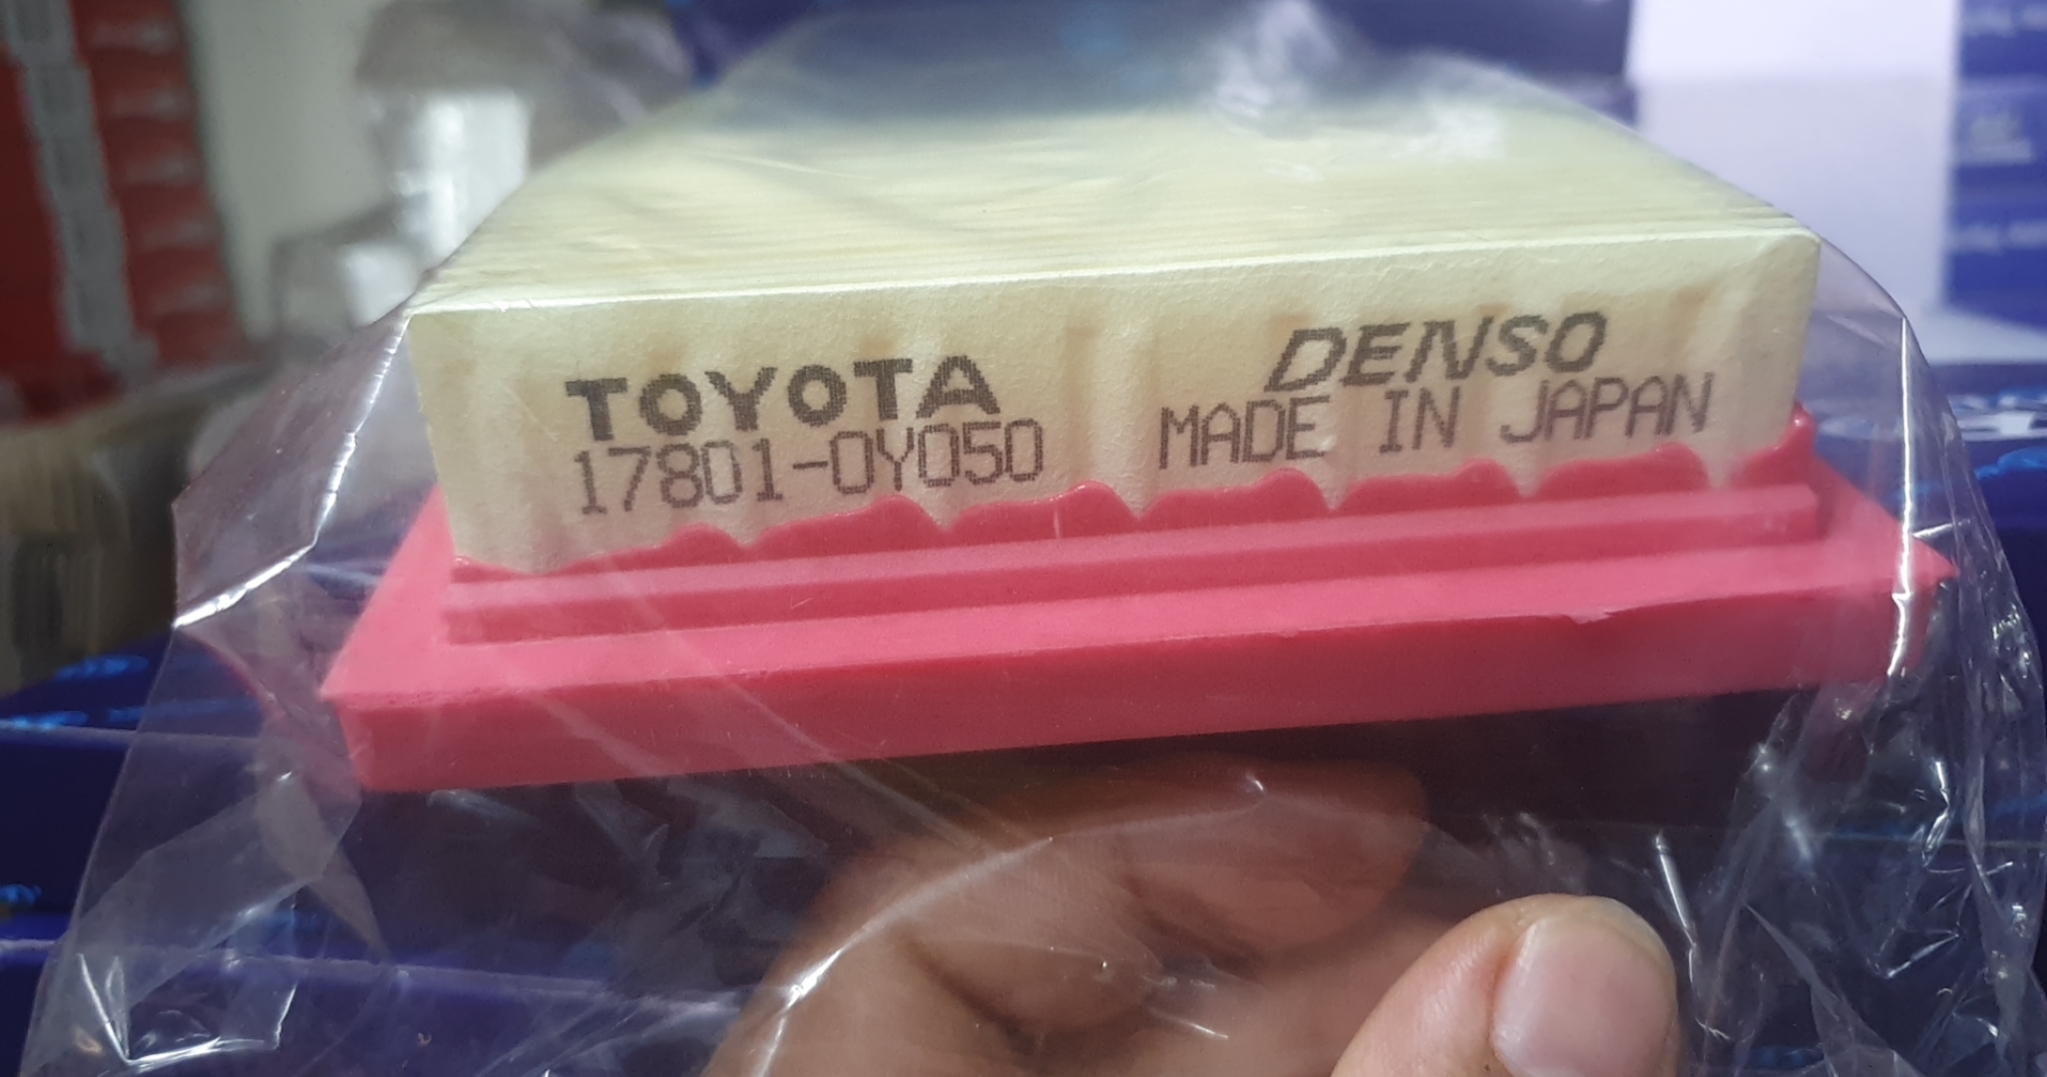 TOYOTA
17801-0Y050
DENSO
MADE IN JAPAN